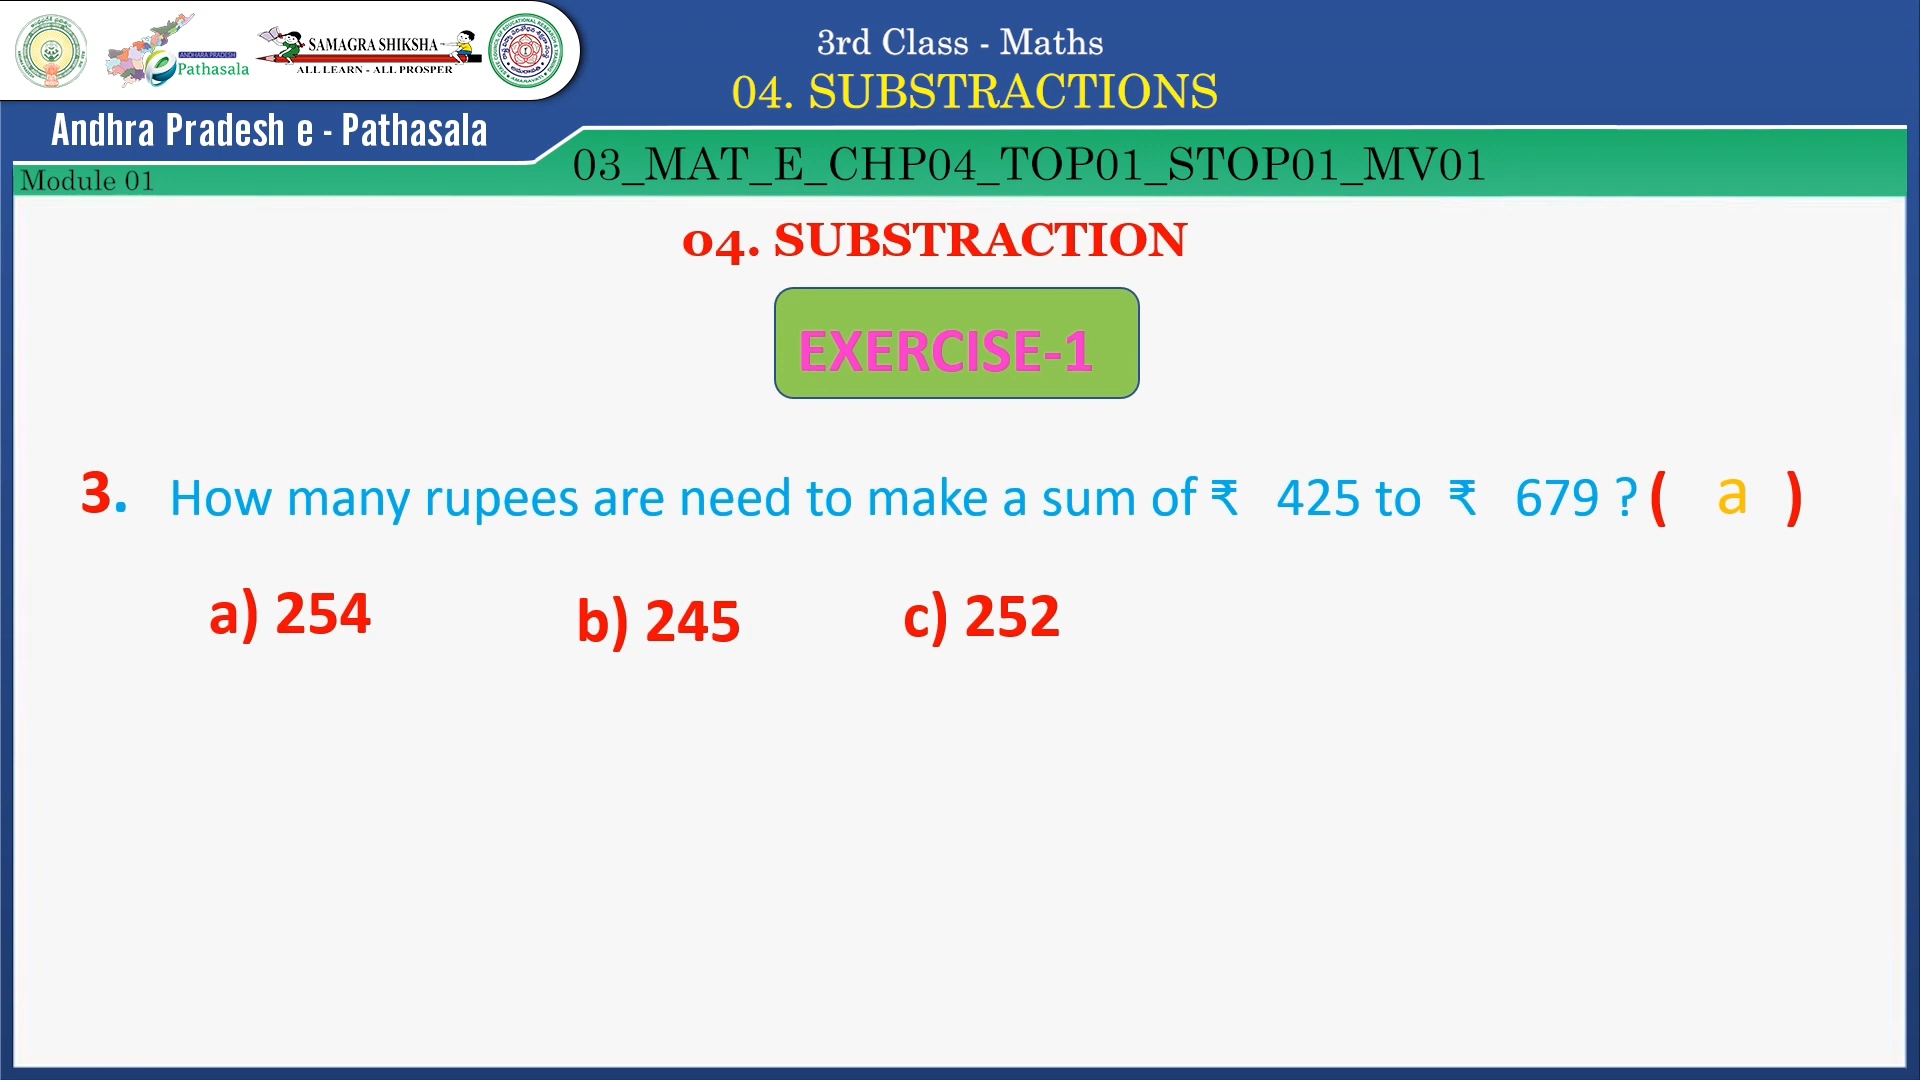 SAMAGRA SHIKSHA
ALL LEARN - ALL PROSPER
ANDHRA PRADESH
e Pathasala
3rd Class - Maths
04. SUBSTRACTIONS
Andhra Pradesh e - Pathasala
Module 01
03_MAT_E_CHP04_TOP01_STOP01_MV01
04. SUBSTRACTION
EXERCISE-1
3. How many rupees are need to make a sum of ₹ 425 to ₹ 679 ? ( a )
a) 254 b) 245 c) 252